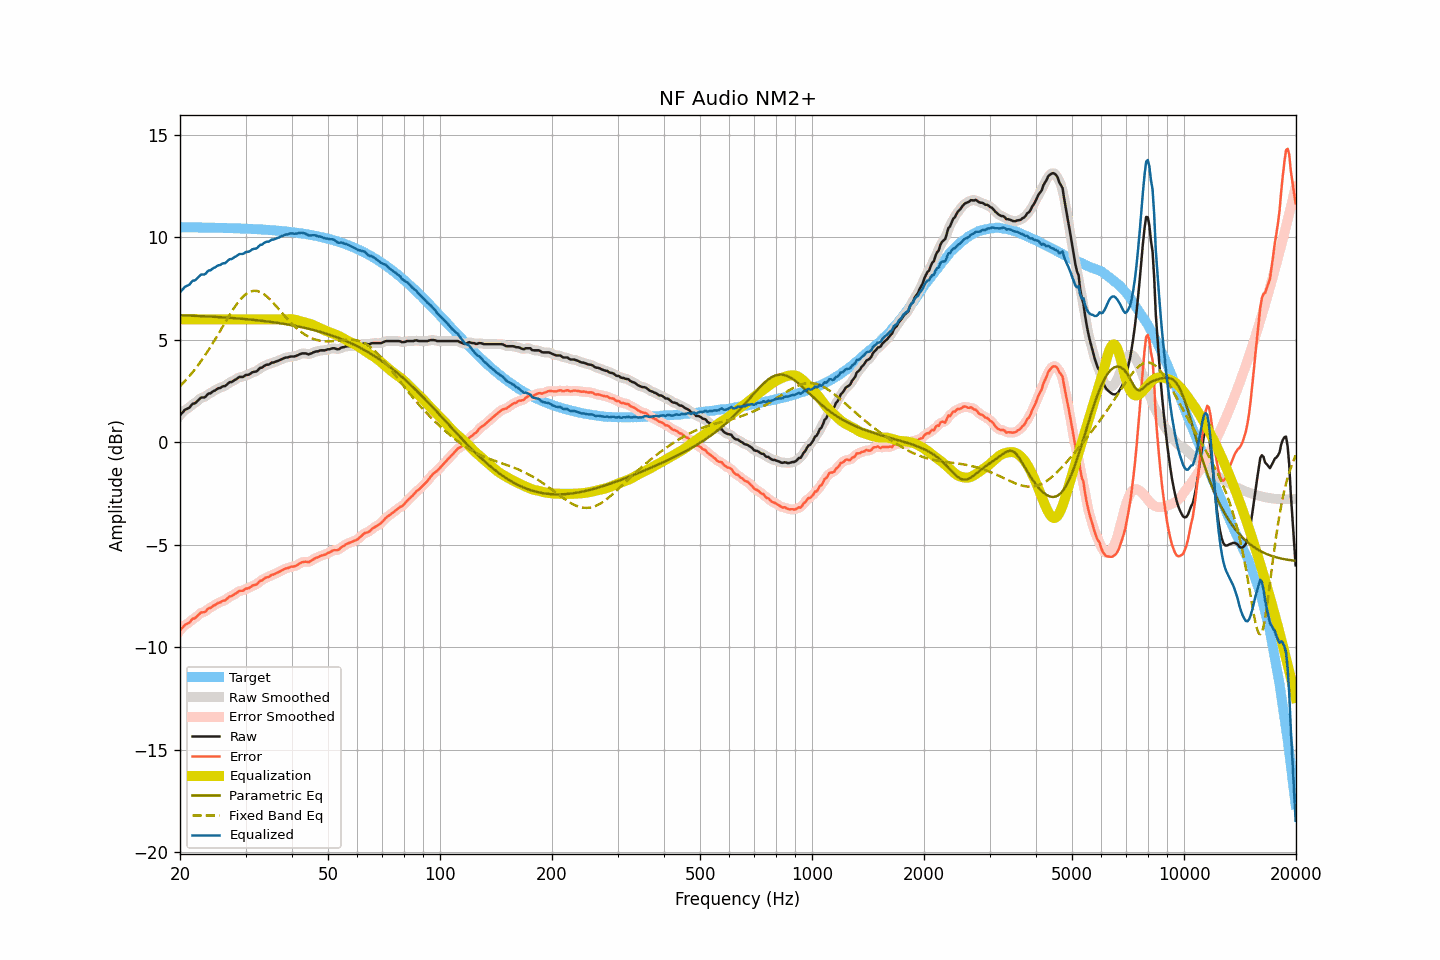 NF Audio NM2+
15
10
5
0
−5
−10
−15
−20
Amplitude (dBr)
Target
Raw Smoothed
Error Smoothed
Raw
Error
Equalization
Parametric Eq
Fixed Band Eq
Equalized
20 50 100 200 500 1000 2000 5000 10000 20000
Frequency (Hz)